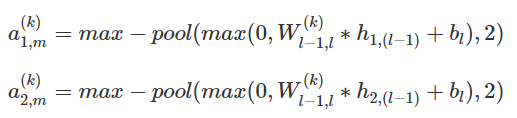 a_{1,m}^{(k)} = max − pool(max(0, W_{l−1,l}^{(k)} * h_{1,(l−1)} + b_l), 2)
a_{2,m}^{(k)} = max − pool(max(0, W_{l−1,l}^{(k)} * h_{2,(l−1)} + b_l), 2)